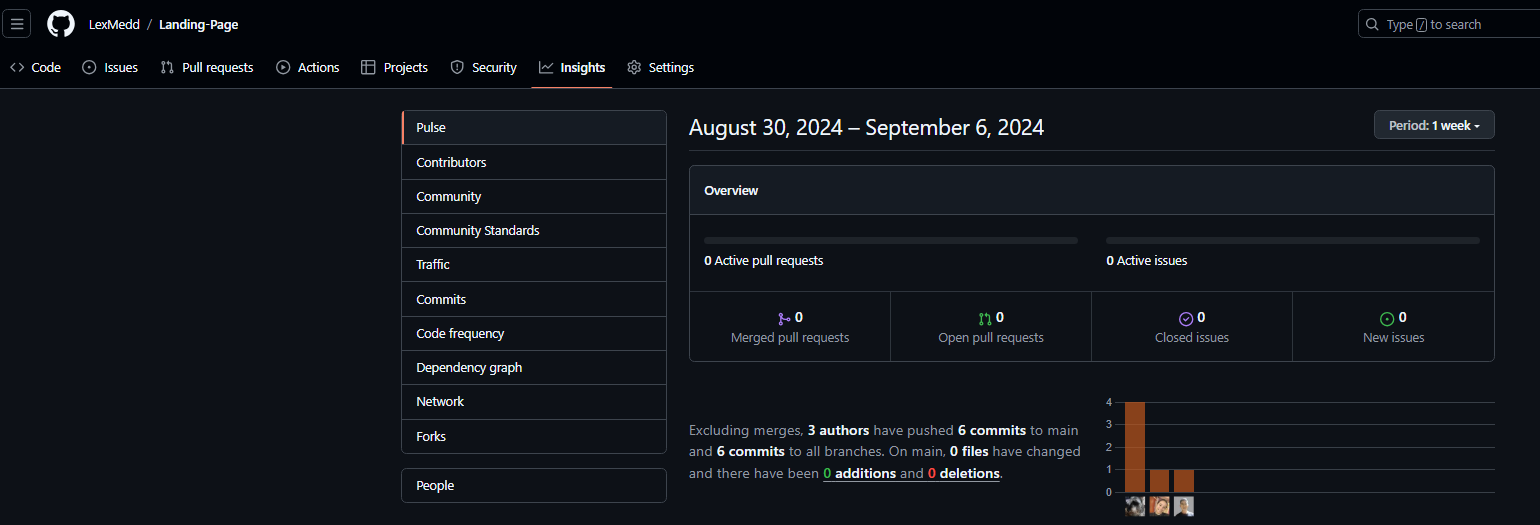 LexMedd / Landing-Page
Type / to search
Code
Issues
Pull requests
Actions
Projects
Security
Insights
Settings
Pulse
Contributors
Community
Community Standards
Traffic
Commits
Code frequency
Dependency graph
Network
Forks
People
August 30, 2024 – September 6, 2024
Period: 1 week
Overview
0 Active pull requests
0 Active issues
0
Merged pull requests
0
Open pull requests
0
Closed issues
0
New issues
Excluding merges, 3 authors have pushed 6 commits to main
and 6 commits to all branches. On main, 0 files have changed
and there have been 0 additions and 0 deletions.
4
3
2
1
0